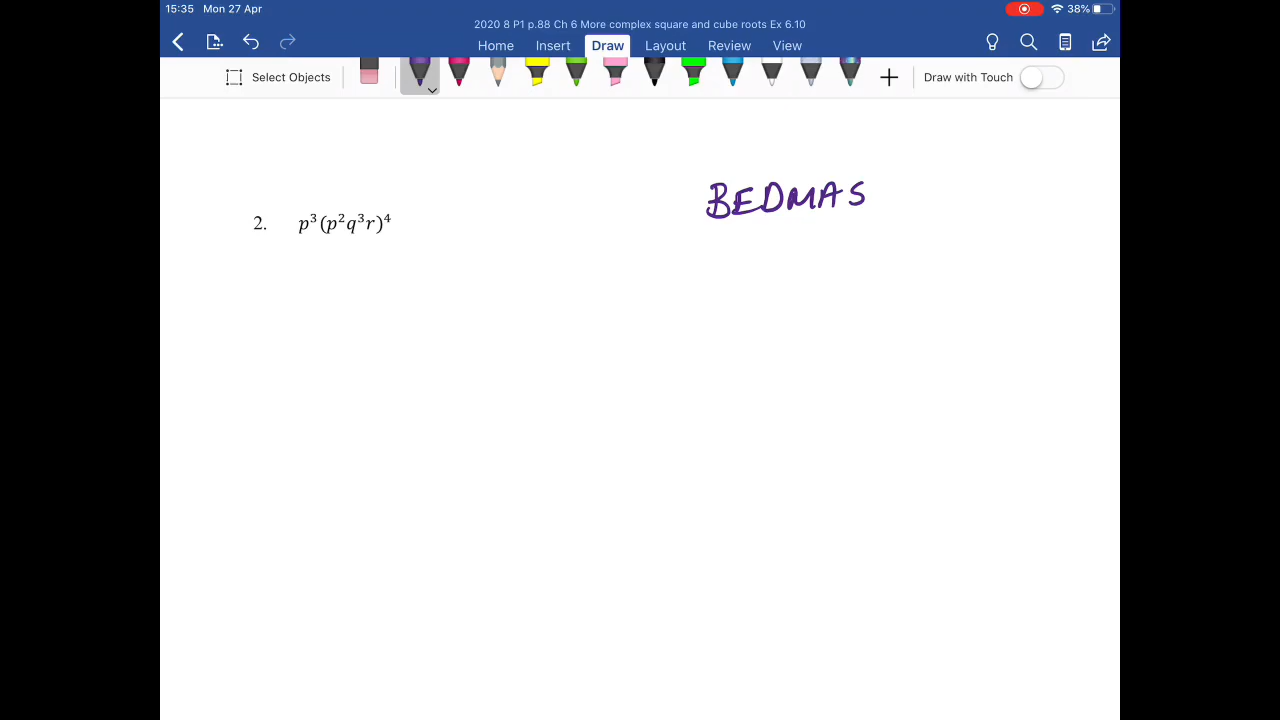 15:35 Mon 27 Apr 38%
2020 8 P1 p.88 Ch 6 More complex square and cube roots Ex 6.10
Home Insert Draw Layout Review View
Select Objects Draw with Touch
BEDMAS
2. p³(p²q³r)⁴